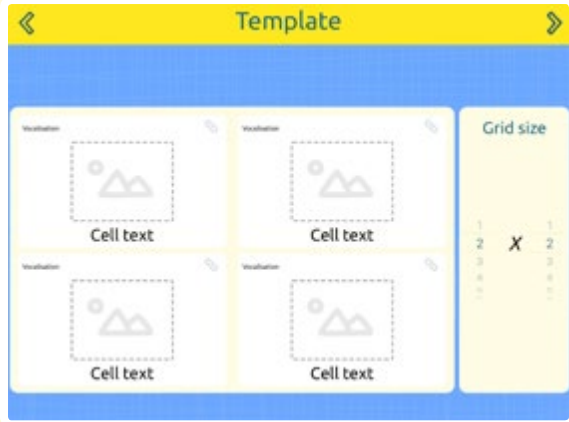 Template
Vocalisation
Vocalisation
Cell text
Cell text
Vocalisation
Vocalisation
Cell text
Cell text
Grid size
1 1
2 X 2
3 3
4 4